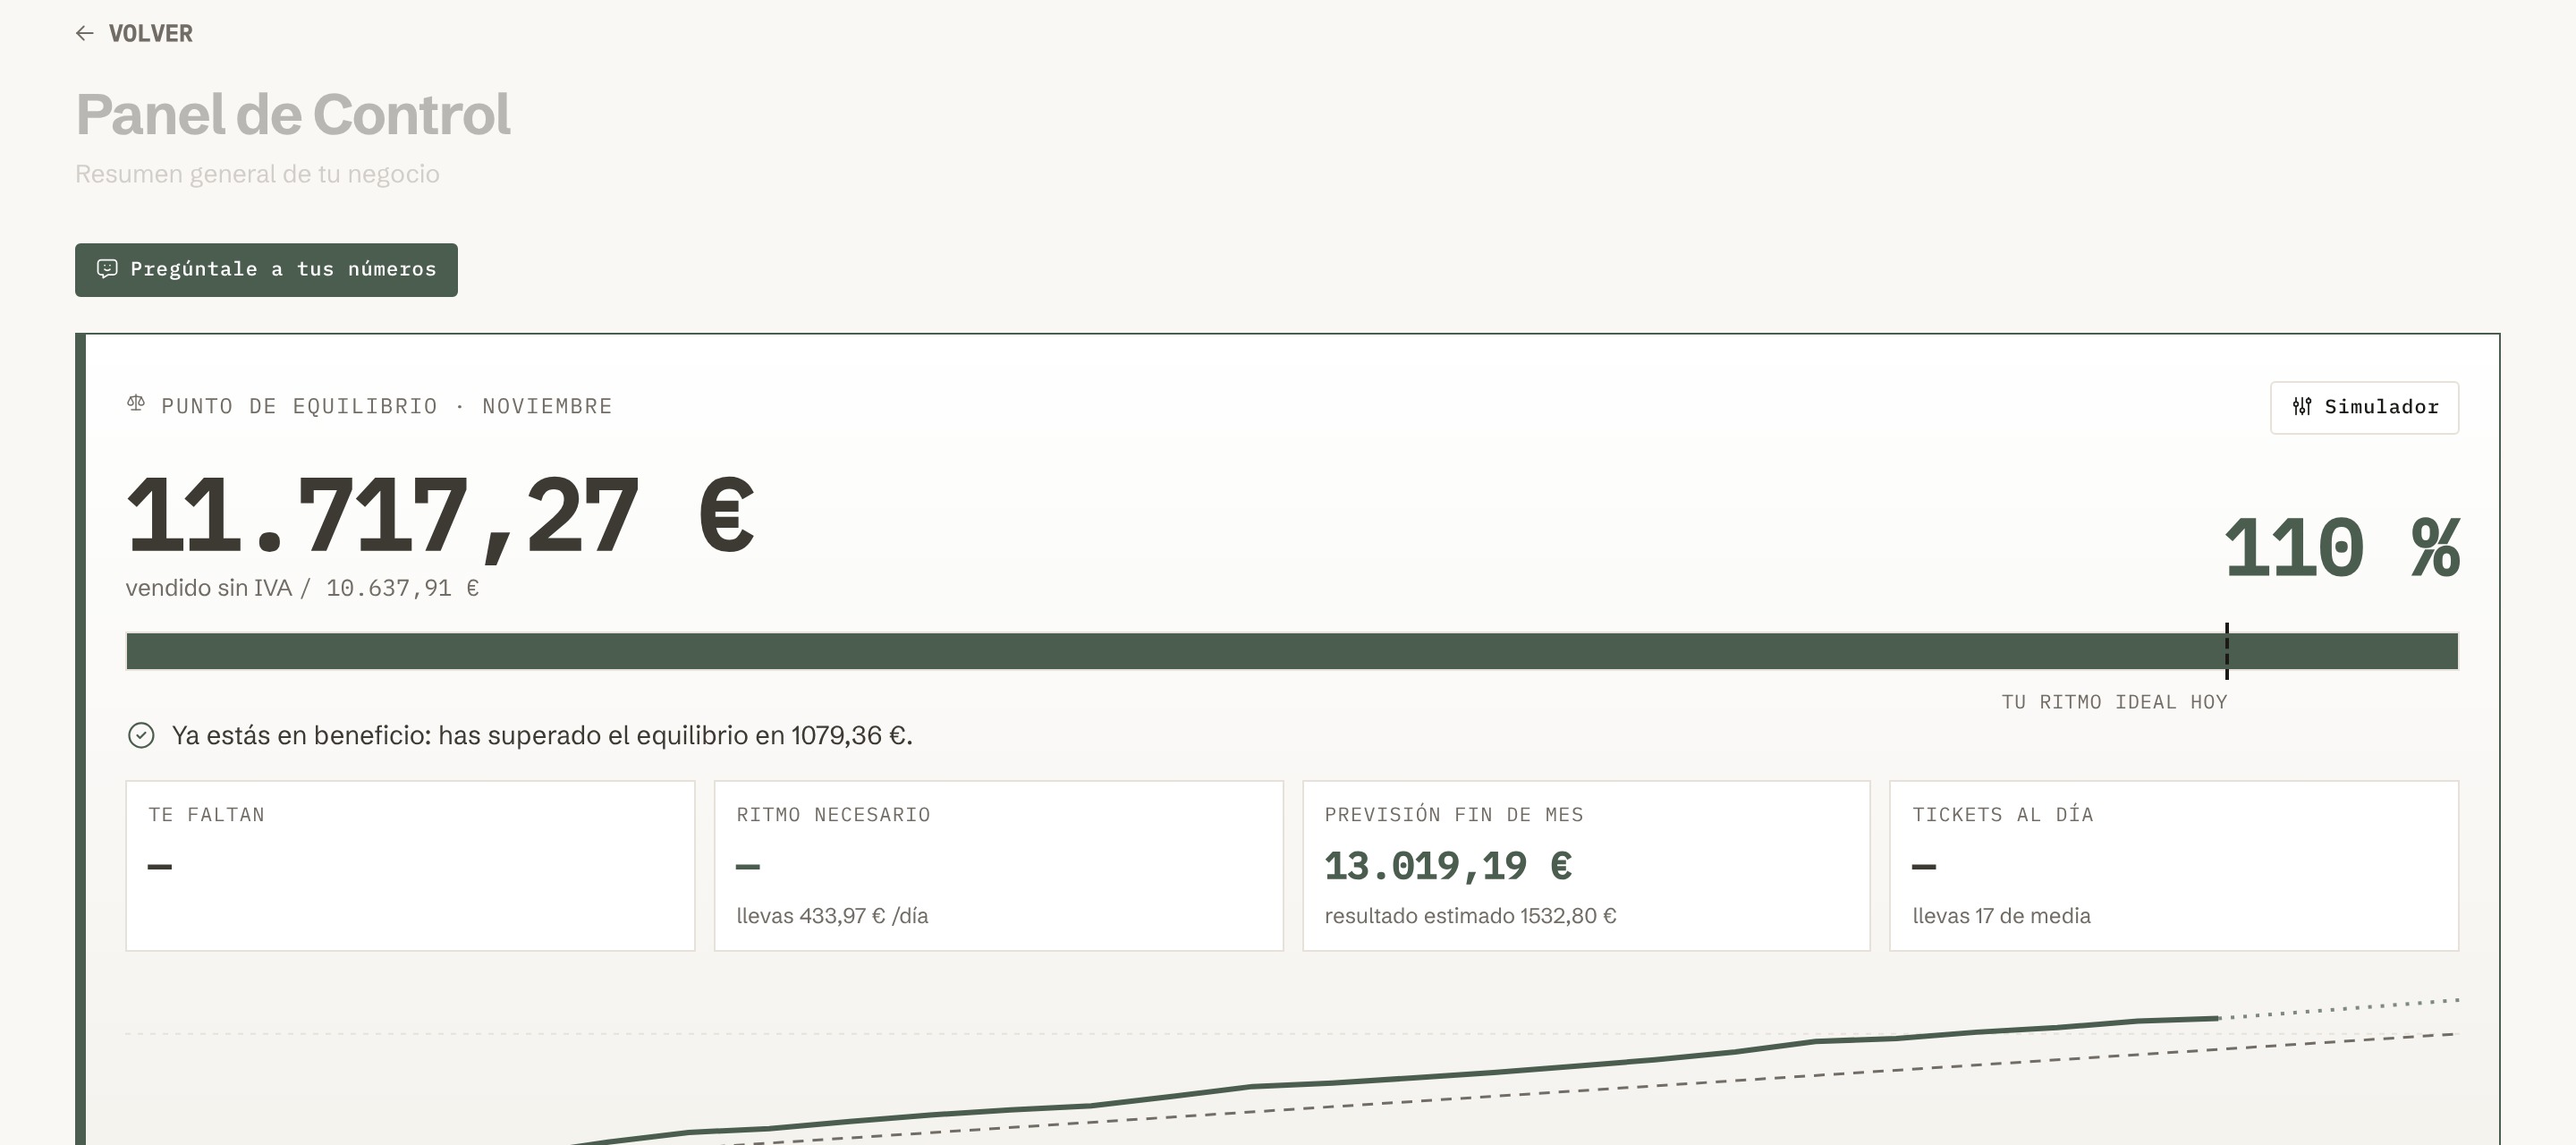 ← VOLVER
Panel de Control
Resumen general de tu negocio
Pregúntale a tus números
PUNTO DE EQUILIBRIO · NOVIEMBRE
Simulador
11.717,27 €
110 %
vendido sin IVA / 10.637,91 €
TU RITMO IDEAL HOY
Ya estás en beneficio: has superado el equilibrio en 1079,36 €.
TE FALTAN
—
RITMO NECESARIO
—
llevas 433,97 € /día
PREVISIÓN FIN DE MES
13.019,19 €
resultado estimado 1532,80 €
TICKETS AL DÍA
—
llevas 17 de media